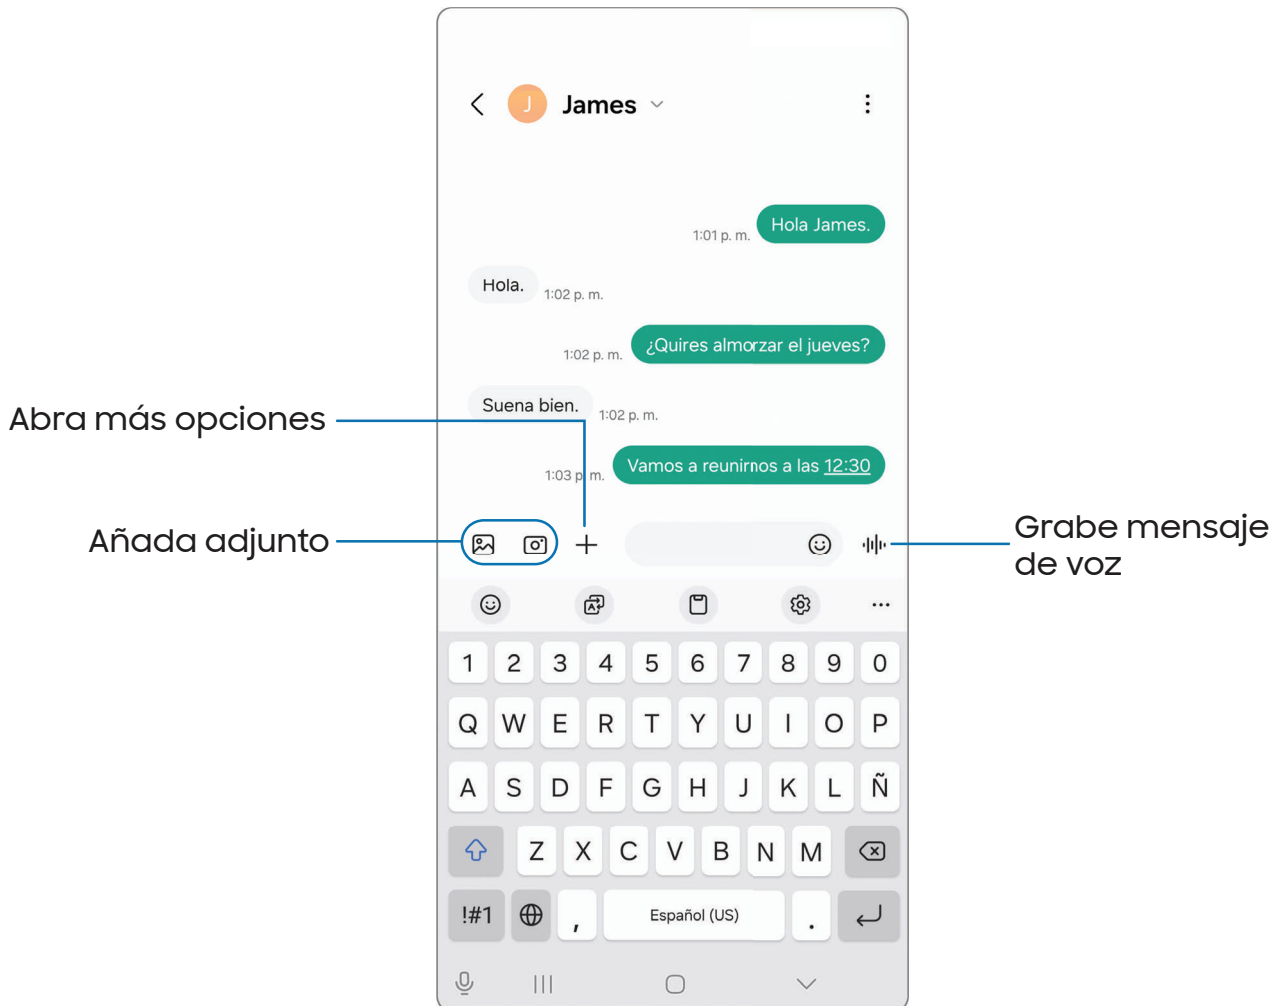 J James
Hola James.
1:01 p. m.
Hola.
1:02 p. m.
¿Quires almorzar el jueves?
1:02 p. m.
Suena bien.
1:02 p. m.
Abra más opciones
Vamos a reunirnos a las 12:30
1:03 p. m.
Añada adjunto
Grabe mensaje
de voz
1 2 3 4 5 6 7 8 9 0
Q W E R T Y U I O P
A S D F G H J K L Ñ
Z X C V B N M
!#1 , Español (US) .